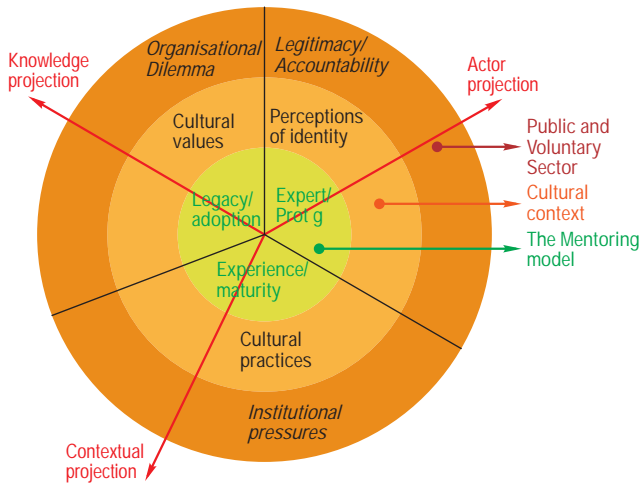 Organisational
Dilemma
Legitimacy/
Accountability
Knowledge
projection
Actor
projection
Cultural
values
Perceptions
of identity
Public and
Voluntary
Sector
Legacy/
adoption
Expert/
Prot g
Cultural
context
The Mentoring
model
Experience/
maturity
Cultural
practices
Institutional
pressures
Contextual
projection